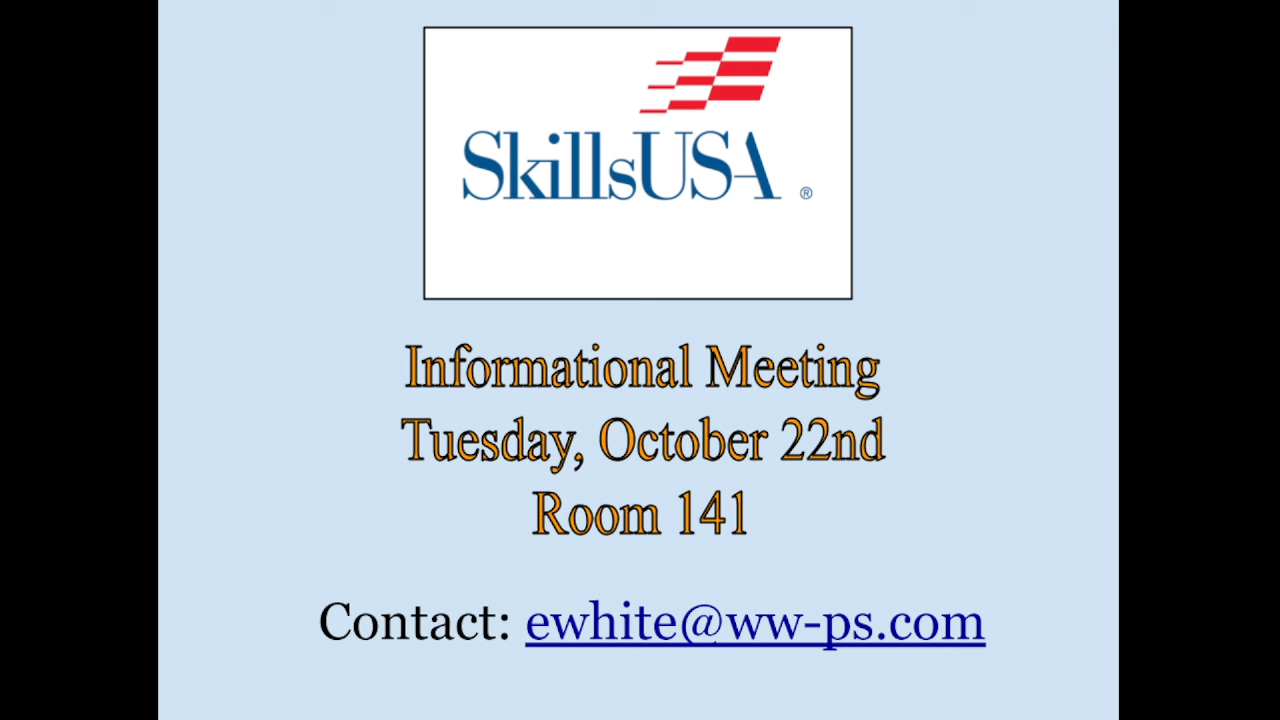 SkillsUSA ®
Informational Meeting
Tuesday, October 22nd
Room 141
Contact: ewhite@ww-ps.com